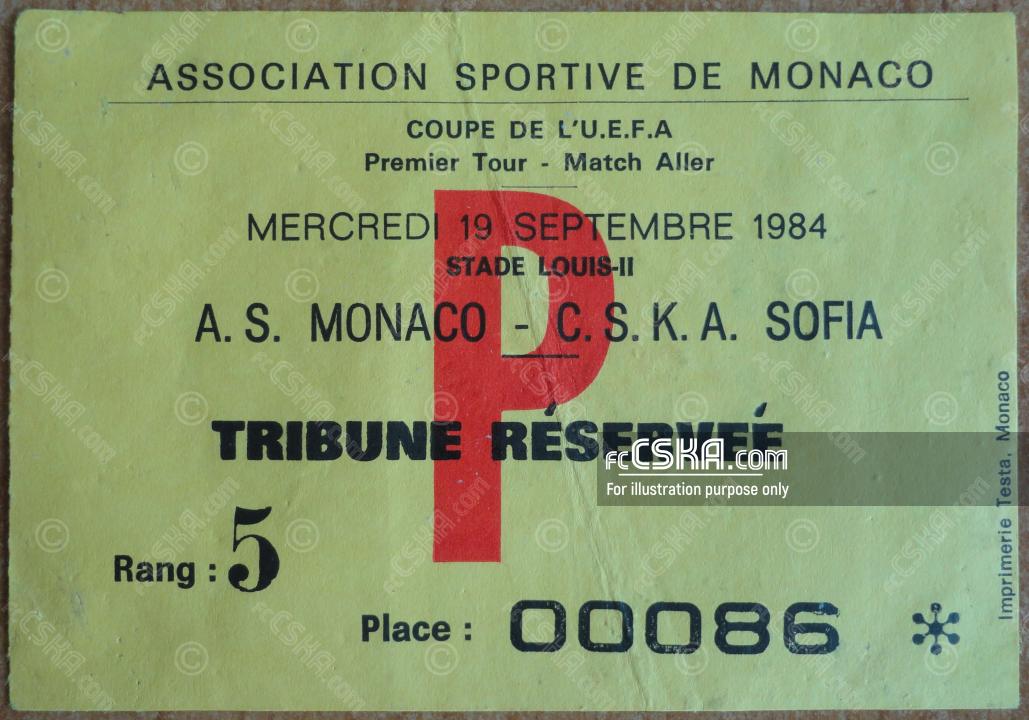 ASSOCIATION SPORTIVE DE MONACO
COUPE DE L'U.E.F.A
Premier Tour - Match Aller
MERCREDI 19 SEPTEMBRE 1984
STADE LOUIS-II
A. S. MONACO - C. S. K. A. SOFIA
P
TRIBUNE RÉSERVEÉ
fcCSKA.com
For illustration purpose only
Rang : 5
Place : 00086
Imprimerie Testa, Monaco